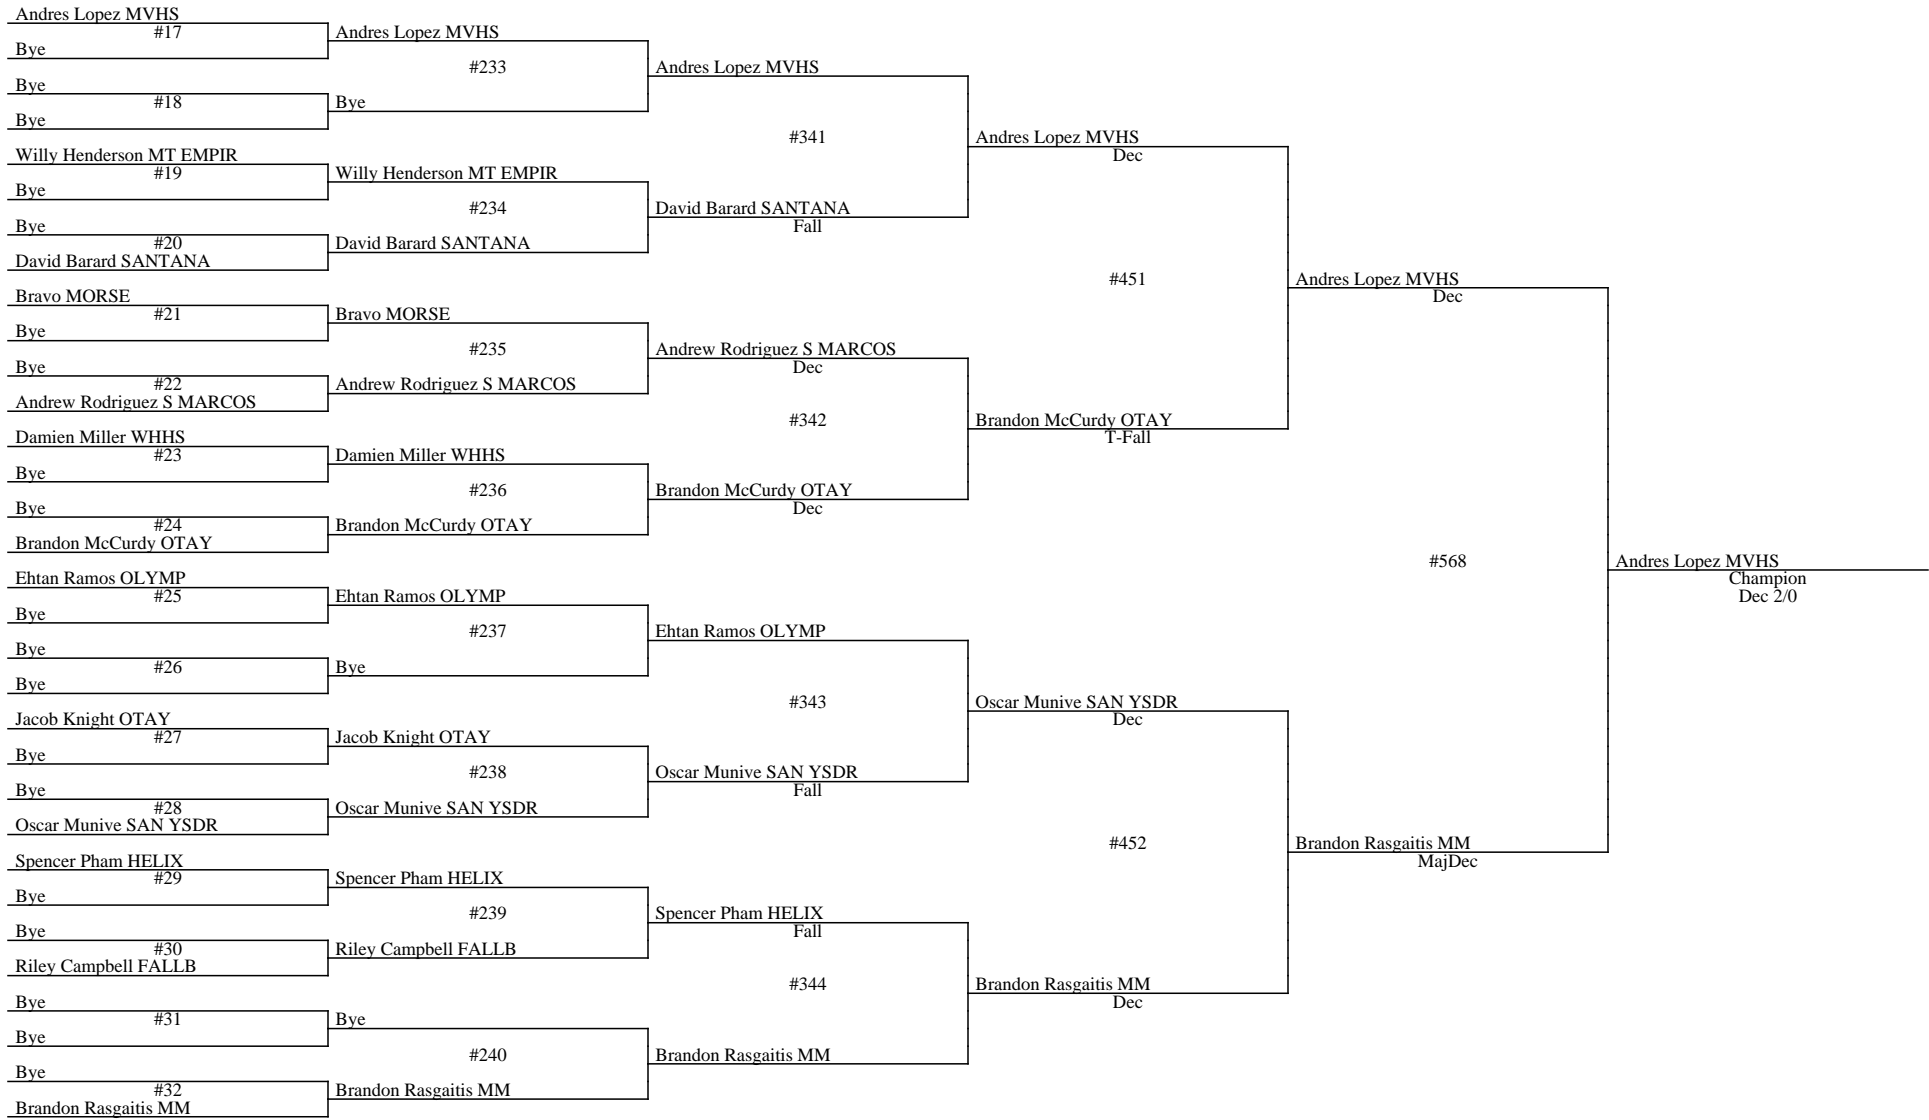 Andres Lopez MVHS
#17
Bye
Bye
#18
Bye
Willy Henderson MT EMPIR
#19
Bye
Bye
#20
David Barard SANTANA
Bravo MORSE
#21
Bye
Bye
#22
Andrew Rodriguez S MARCOS
Damien Miller WHHS
#23
Bye
Bye
#24
Brandon McCurdy OTAY
Ehtan Ramos OLYMP
#25
Bye
Bye
#26
Bye
Jacob Knight OTAY
#27
Bye
Bye
#28
Oscar Munive SAN YSDR
Spencer Pham HELIX
#29
Bye
Bye
#30
Riley Campbell FALLB
Bye
#31
Bye
Bye
#32
Brandon Rasgaitis MM
Andres Lopez MVHS
#233
Bye
Willy Henderson MT EMPIR
#234
David Barard SANTANA
Bravo MORSE
#235
Andrew Rodriguez S MARCOS
Damien Miller WHHS
#236
Brandon McCurdy OTAY
Ehtan Ramos OLYMP
#237
Bye
Jacob Knight OTAY
#238
Oscar Munive SAN YSDR
Spencer Pham HELIX
#239
Riley Campbell FALLB
Bye
#240
Brandon Rasgaitis MM
Andres Lopez MVHS
#341
David Barard SANTANA
Fall
Andrew Rodriguez S MARCOS
Dec
#342
Brandon McCurdy OTAY
Dec
Ehtan Ramos OLYMP
#343
Oscar Munive SAN YSDR
Fall
Spencer Pham HELIX
Fall
#344
Brandon Rasgaitis MM
Andres Lopez MVHS
Dec
#451
Brandon McCurdy OTAY
T-Fall
Oscar Munive SAN YSDR
Dec
#452
Brandon Rasgaitis MM
Dec
Andres Lopez MVHS
Dec
#568
Brandon Rasgaitis MM
MajDec
Andres Lopez MVHS
Champion
Dec 2/0